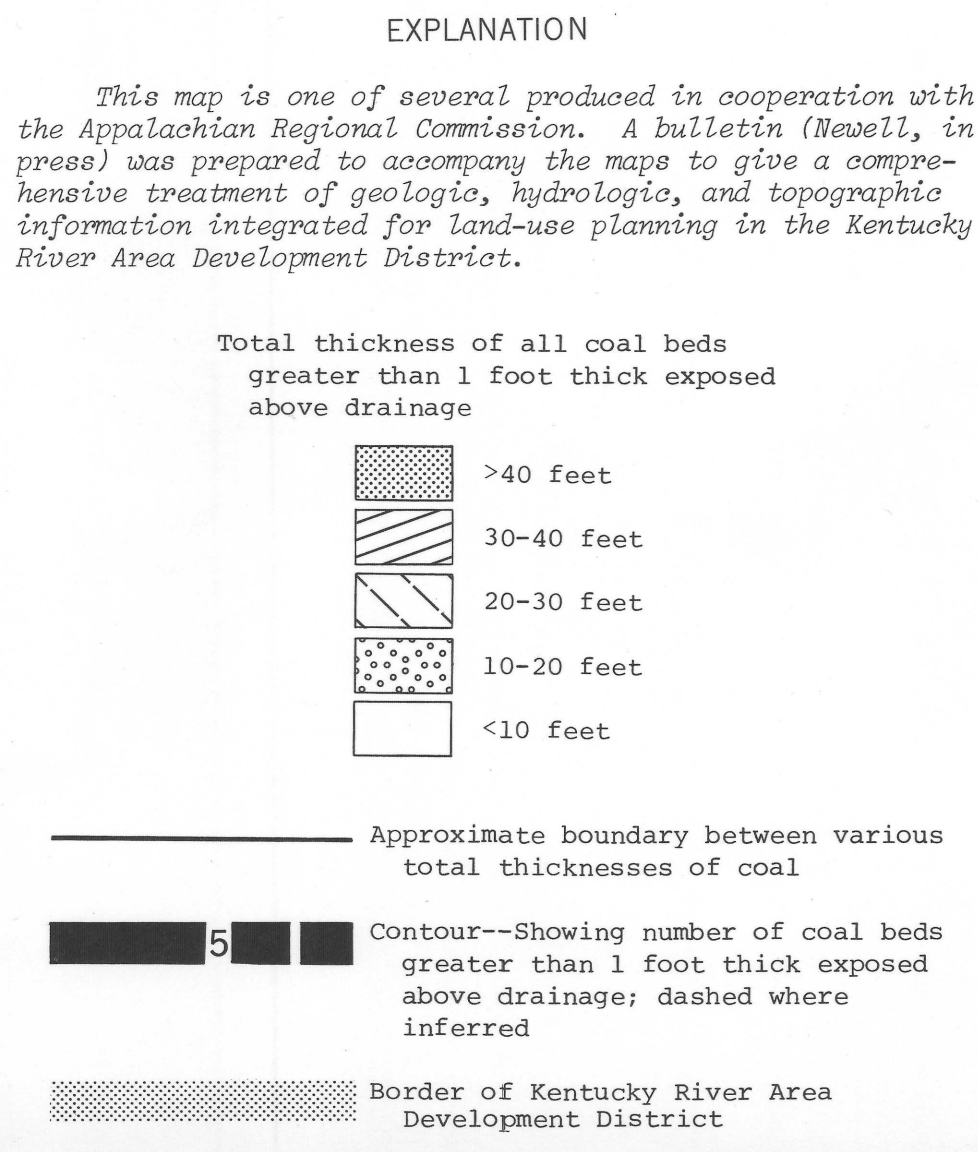 EXPLANATION
This map is one of several produced in cooperation with
the Appalachian Regional Commission. A bulletin (Newell, in
press) was prepared to accompany the maps to give a compre-
hensive treatment of geologic, hydrologic, and topographic
information integrated for land-use planning in the Kentucky
River Area Development District.
Total thickness of all coal beds
greater than 1 foot thick exposed
above drainage
>40 feet
30-40 feet
20-30 feet
10-20 feet
<10 feet
Approximate boundary between various
total thicknesses of coal
5
Contour--Showing number of coal beds
greater than 1 foot thick exposed
above drainage; dashed where
inferred
Border of Kentucky River Area
Development District